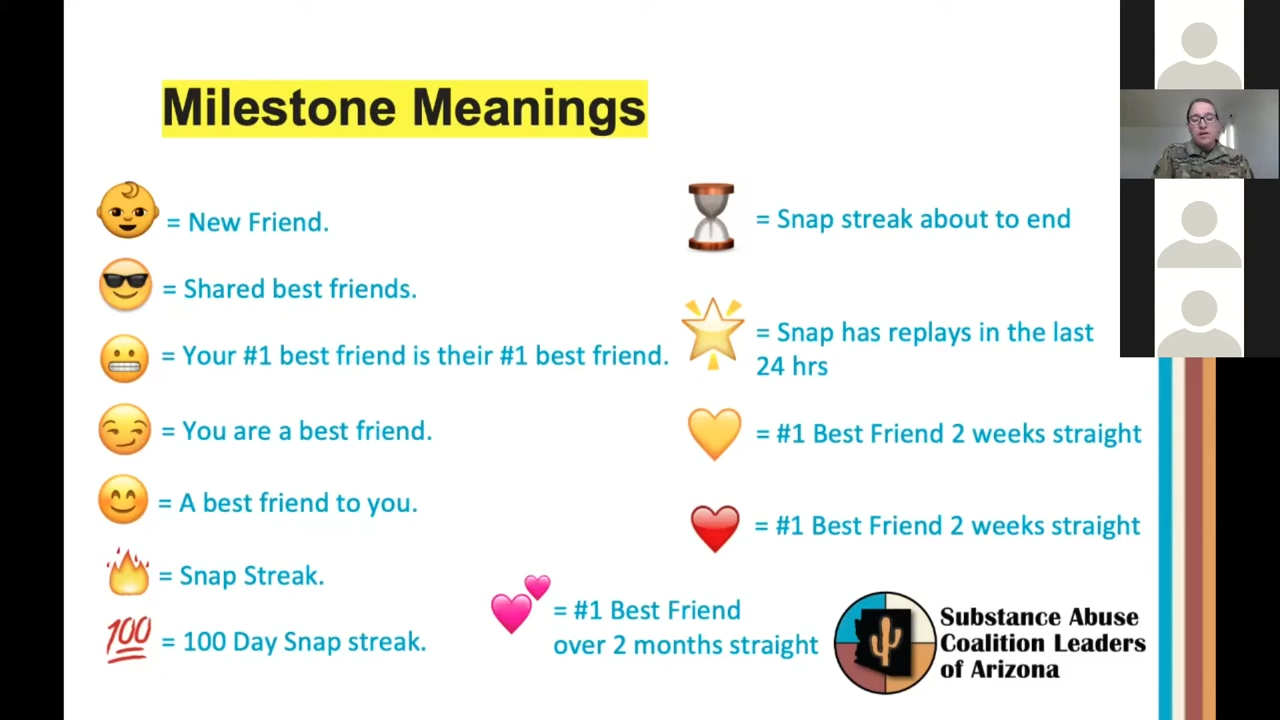 Milestone Meanings
= New Friend.
= Shared best friends.
= Your #1 best friend is their #1 best friend.
= You are a best friend.
= A best friend to you.
= Snap Streak.
100 = 100 Day Snap streak.
= Snap streak about to end
= Snap has replays in the last
24 hrs
= #1 Best Friend 2 weeks straight
= #1 Best Friend 2 weeks straight
= #1 Best Friend
over 2 months straight
Substance Abuse
Coalition Leaders
of Arizona